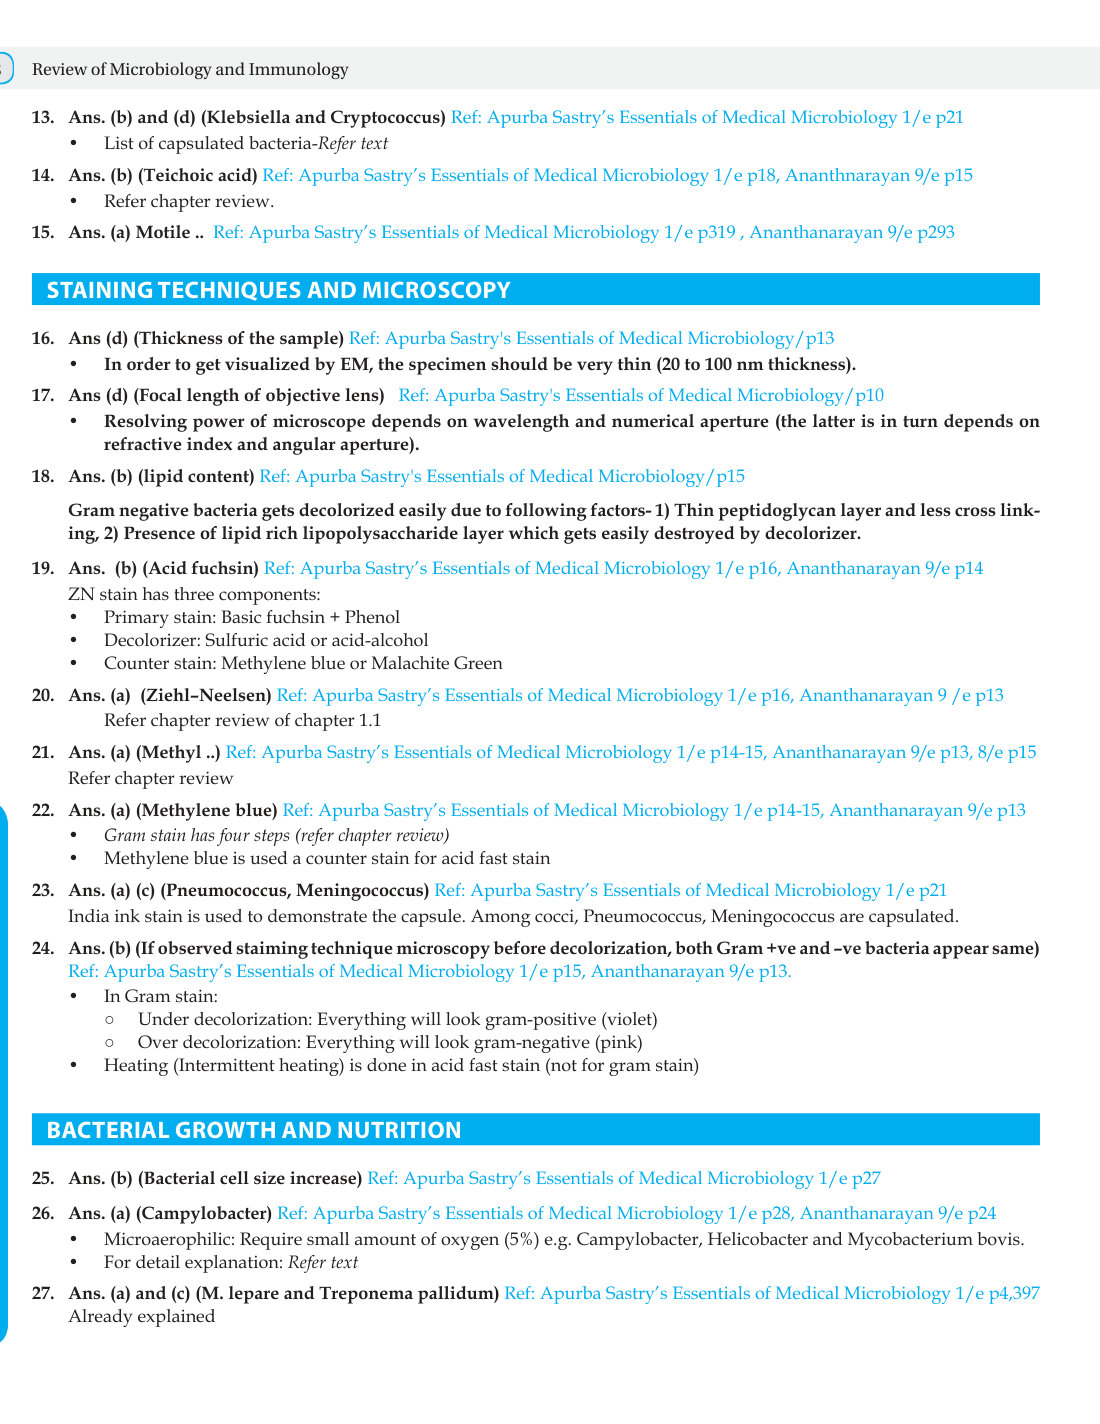 Review of Microbiology and Immunology
13. Ans. (b) and (d) (Klebsiella and Cryptococcus) Ref: Apurba Sastry’s Essentials of Medical Microbiology 1/e p21
• List of capsulated bacteria-Refer text
14. Ans. (b) (Teichoic acid) Ref: Apurba Sastry’s Essentials of Medical Microbiology 1/e p18, Ananthnarayan 9/e p15
• Refer chapter review.
15. Ans. (a) Motile .. Ref: Apurba Sastry’s Essentials of Medical Microbiology 1/e p319 , Ananthanarayan 9/e p293
STAINING TECHNIQUES AND MICROSCOPY
16. Ans (d) (Thickness of the sample) Ref: Apurba Sastry's Essentials of Medical Microbiology/p13
• In order to get visualized by EM, the specimen should be very thin (20 to 100 nm thickness).
17. Ans (d) (Focal length of objective lens) Ref: Apurba Sastry's Essentials of Medical Microbiology/p10
• Resolving power of microscope depends on wavelength and numerical aperture (the latter is in turn depends on
refractive index and angular aperture).
18. Ans. (b) (lipid content) Ref: Apurba Sastry's Essentials of Medical Microbiology/p15
Gram negative bacteria gets decolorized easily due to following factors- 1) Thin peptidoglycan layer and less cross link-
ing, 2) Presence of lipid rich lipopolysaccharide layer which gets easily destroyed by decolorizer.
19. Ans. (b) (Acid fuchsin) Ref: Apurba Sastry’s Essentials of Medical Microbiology 1/e p16, Ananthanarayan 9/e p14
ZN stain has three components:
• Primary stain: Basic fuchsin + Phenol
• Decolorizer: Sulfuric acid or acid-alcohol
• Counter stain: Methylene blue or Malachite Green
20. Ans. (a) (Ziehl–Neelsen) Ref: Apurba Sastry’s Essentials of Medical Microbiology 1/e p16, Ananthanarayan 9 /e p13
Refer chapter review of chapter 1.1
21. Ans. (a) (Methyl ..) Ref: Apurba Sastry’s Essentials of Medical Microbiology 1/e p14-15, Ananthanarayan 9/e p13, 8/e p15
Refer chapter review
22. Ans. (a) (Methylene blue) Ref: Apurba Sastry’s Essentials of Medical Microbiology 1/e p14-15, Ananthanarayan 9/e p13
• Gram stain has four steps (refer chapter review)
• Methylene blue is used a counter stain for acid fast stain
23. Ans. (a) (c) (Pneumococcus, Meningococcus) Ref: Apurba Sastry’s Essentials of Medical Microbiology 1/e p21
India ink stain is used to demonstrate the capsule. Among cocci, Pneumococcus, Meningococcus are capsulated.
24. Ans. (b) (If observed staiming technique microscopy before decolorization, both Gram +ve and –ve bacteria appear same)
Ref: Apurba Sastry’s Essentials of Medical Microbiology 1/e p15, Ananthanarayan 9/e p13.
• In Gram stain:
○ Under decolorization: Everything will look gram-positive (violet)
○ Over decolorization: Everything will look gram-negative (pink)
• Heating (Intermittent heating) is done in acid fast stain (not for gram stain)
BACTERIAL GROWTH AND NUTRITION
25. Ans. (b) (Bacterial cell size increase) Ref: Apurba Sastry’s Essentials of Medical Microbiology 1/e p27
26. Ans. (a) (Campylobacter) Ref: Apurba Sastry’s Essentials of Medical Microbiology 1/e p28, Ananthanarayan 9/e p24
• Microaerophilic: Require small amount of oxygen (5%) e.g. Campylobacter, Helicobacter and Mycobacterium bovis.
• For detail explanation: Refer text
27. Ans. (a) and (c) (M. lepare and Treponema pallidum) Ref: Apurba Sastry’s Essentials of Medical Microbiology 1/e p4,397
Already explained